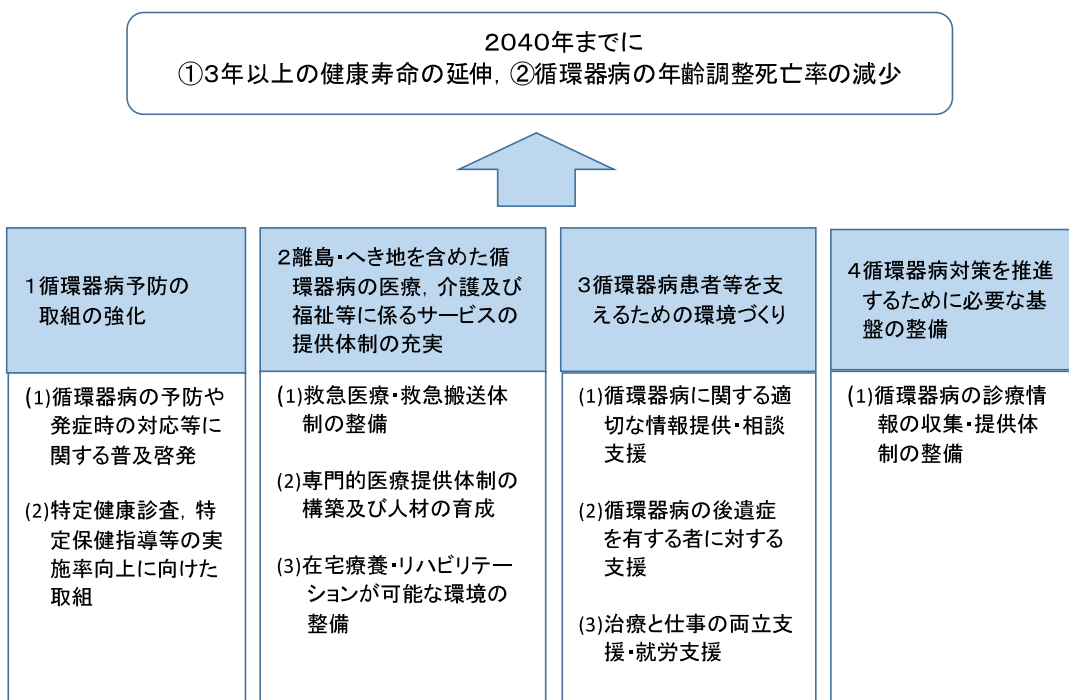 2040年までに
①3年以上の健康寿命の延伸，②循環器病の年齢調整死亡率の減少
1循環器病予防の
取組の強化
(1)循環器病の予防や
発症時の対応等に
関する普及啓発
(2)特定健康診査，特
定保健指導等の実
施率向上に向けた
取組
2離島・へき地を含めた循
環器病の医療，介護及び
福祉等に係るサービスの
提供体制の充実
(1)救急医療・救急搬送体
制の整備
(2)専門的医療提供体制の
構築及び人材の育成
(3)在宅療養・リハビリテー
ションが可能な環境の
整備
3循環器病患者等を支
えるための環境づくり
(1)循環器病に関する適
切な情報提供・相談
支援
(2)循環器病の後遺症
を有する者に対する
支援
(3)治療と仕事の両立支
援・就労支援
4循環器病対策を推進
するために必要な基
盤の整備
(1)循環器病の診療情
報の収集・提供体
制の整備